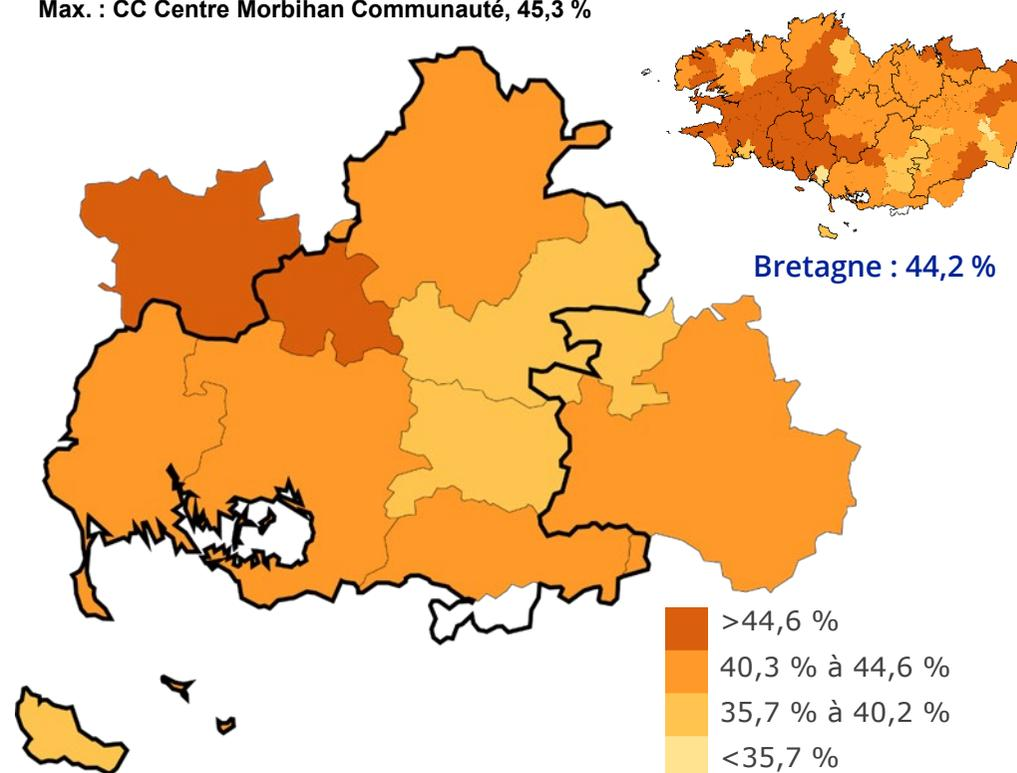 Max. : CC Centre Morbihan Communauté, 45,3 %
Bretagne : 44,2 %
>44,6 %
40,3 % à 44,6 %
35,7 % à 40,2 %
<35,7 %